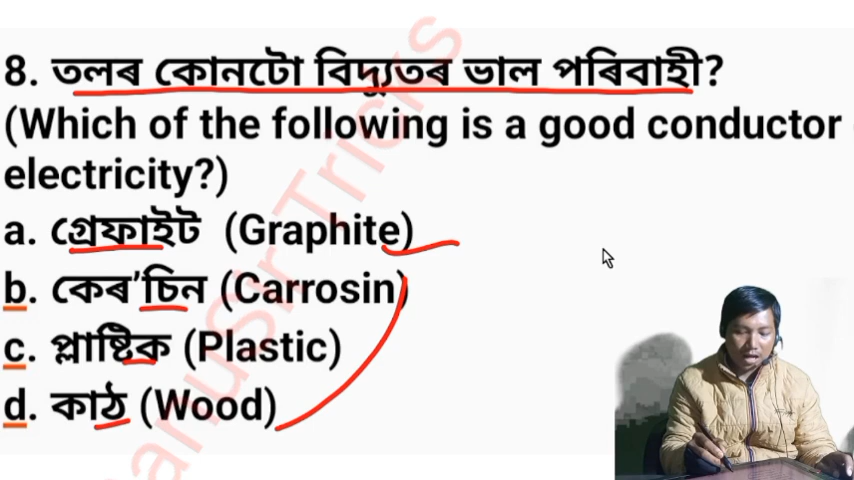 8. তলৰ কোনটো বিদ্যুতৰ ভাল পৰিবাহী?
(Which of the following is a good conductor
electricity?)
a. গ্ৰেফাইট (Graphite)
b. কেৰ'চিন (Carrosin)
c. প্লাষ্টিক (Plastic)
d. কাঠ (Wood)